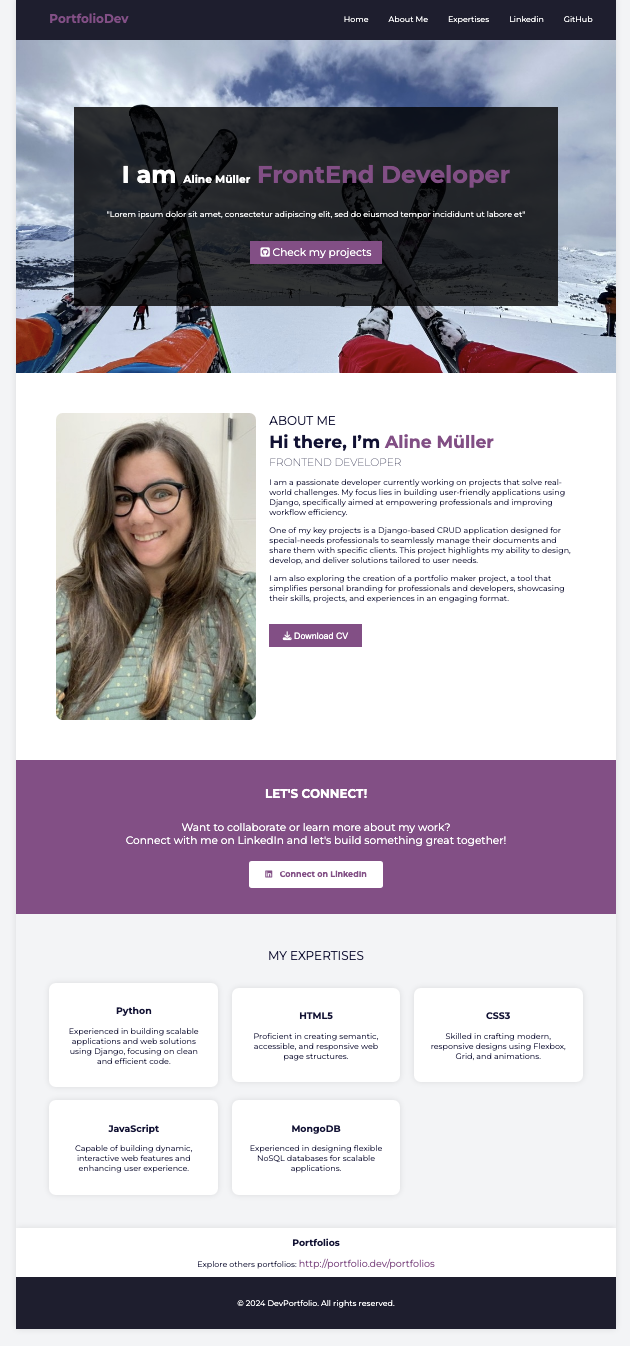 PortfolioDev
Home About Me Expertises Linkedin GitHub
I am Aline Müller FrontEnd Developer
"Lorem ipsum dolor sit amet, consectetur adipiscing elit, sed do eiusmod tempor incididunt ut labore et"
Check my projects
ABOUT ME
Hi there, I’m Aline Müller
FRONTEND DEVELOPER
I am a passionate developer currently working on projects that solve real-
world challenges. My focus lies in building user-friendly applications using
Django, specifically aimed at empowering professionals and improving
workflow efficiency.
One of my key projects is a Django-based CRUD application designed for
special-needs professionals to seamlessly manage their documents and
share them with specific clients. This project highlights my ability to design,
develop, and deliver solutions tailored to user needs.
I am also exploring the creation of a portfolio maker project, a tool that
simplifies personal branding for professionals and developers, showcasing
their skills, projects, and experiences in an engaging format.
Download CV
LET'S CONNECT!
Want to collaborate or learn more about my work?
Connect with me on LinkedIn and let's build something great together!
Connect on LinkedIn
MY EXPERTISES
Python
Experienced in building scalable
applications and web solutions
using Django, focusing on clean
and efficient code.
HTML5
Proficient in creating semantic,
accessible, and responsive web
page structures.
CSS3
Skilled in crafting modern,
responsive designs using Flexbox,
Grid, and animations.
JavaScript
Capable of building dynamic,
interactive web features and
enhancing user experience.
MongoDB
Experienced in designing flexible
NoSQL databases for scalable
applications.
Portfolios
Explore others portfolios: http://portfolio.dev/portfolios
© 2024 DevPortfolio. All rights reserved.